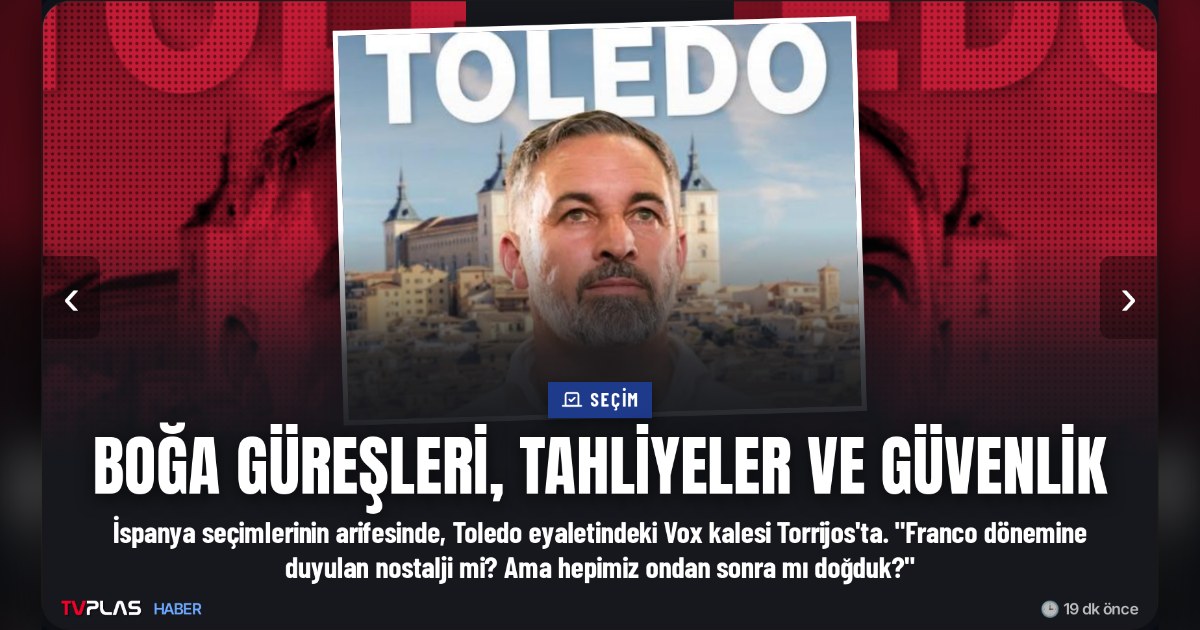 TOLEDO
SEÇİM
BOĞA GÜREŞLERİ, TAHLİYELER VE GÜVENLİK
İspanya seçimlerinin arifesinde, Toledo eyaletindeki Vox kalesi Torrijos'ta. "Franco dönemine
duyulan nostalji mi? Ama hepimiz ondan sonra mı doğduk?"
TVPLAS HABER
19 dk önce